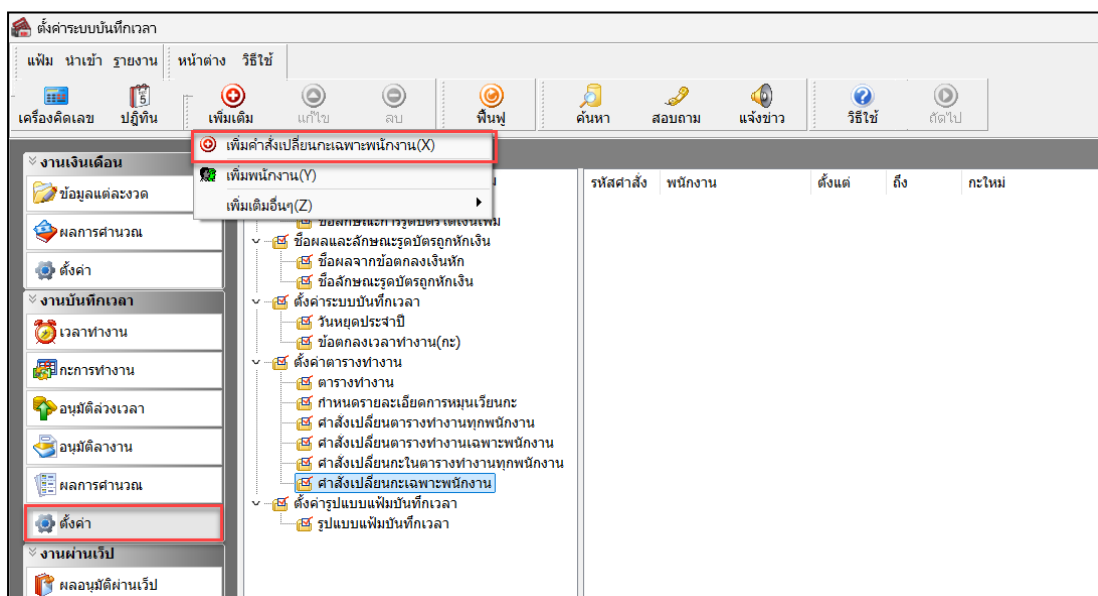 ตั้งค่าระบบบันทึกเวลา
แฟ้ม นำเข้า รายงาน หน้าต่าง วิธีใช้
เครื่องคิดเลข ปฏิทิน เพิ่มเติม แก้ไข ลบ ฟื้นฟู ค้นหา สอบถาม แจ้งข่าว วิธีใช้ ถัดไป
เพิ่มคำสั่งเปลี่ยนกะเฉพาะพนักงาน(X)
เพิ่มพนักงาน(Y)
เพิ่มเติมอื่นๆ(Z)
งานเงินเดือน
ข้อมูลแต่ละงวด
ผลการคำนวณ
ตั้งค่า
งานบันทึกเวลา
เวลาทำงาน
กะการทำงาน
อนุมัติล่วงเวลา
อนุมัติลางาน
ผลการคำนวณ
ตั้งค่า
งานผ่านเว็ป
ผลอนุมัติผ่านเว็ป
ชื่อลักษณะการรูดบัตรได้เงินเพิ่ม
ชื่อผลและลักษณะรูดบัตรถูกหักเงิน
ชื่อผลจากข้อตกลงเงินหัก
ชื่อลักษณะรูดบัตรถูกหักเงิน
ตั้งค่าระบบบันทึกเวลา
วันหยุดประจำปี
ข้อตกลงเวลาทำงาน(กะ)
ตั้งค่าตารางทำงาน
ตารางทำงาน
กำหนดรายละเอียดการหมุนเวียนกะ
คำสั่งเปลี่ยนตารางทำงานทุกพนักงาน
คำสั่งเปลี่ยนตารางทำงานเฉพาะพนักงาน
คำสั่งเปลี่ยนกะในตารางทำงานทุกพนักงาน
คำสั่งเปลี่ยนกะเฉพาะพนักงาน
ตั้งค่ารูปแบบแฟ้มบันทึกเวลา
รูปแบบแฟ้มบันทึกเวลา
รหัสคำสั่ง พนักงาน ตั้งแต่ ถึง กะใหม่